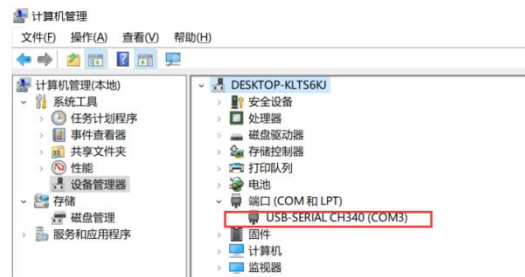 计算机管理
文件(F) 操作(A) 查看(V) 帮助(H)
计算机管理(本地)
系统工具
任务计划程序
事件查看器
共享文件夹
性能
设备管理器
存储
磁盘管理
服务和应用程序
DESKTOP-KLTS6KJ
安全设备
处理器
磁盘驱动器
存储控制器
打印队列
电池
端口 (COM 和 LPT)
USB-SERIAL CH340 (COM3)
固件
计算机
监视器